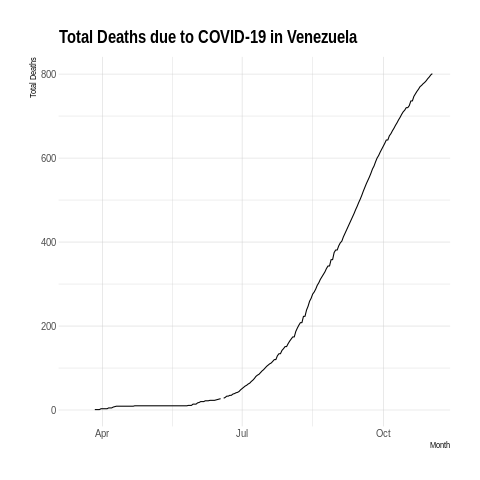 Total Deaths due to COVID-19 in Venezuela
Total Deaths
800
600
400
200
0
Apr
Jul
Oct
Month